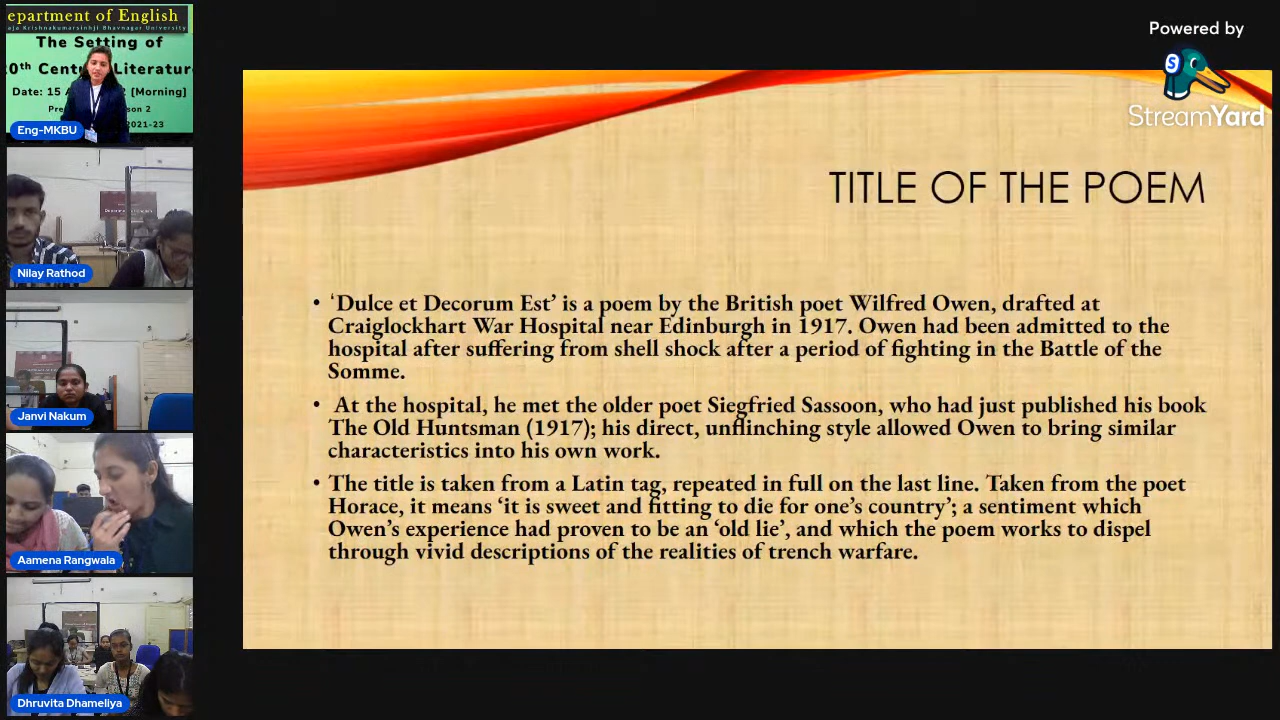 epartment of English
aja Krishnakumarsinhji Bhavnagar University
The Setting of
0th Cent Literatur
Date: 15 [Morning]
son 2
2021-23
Eng-MKBU
Nilay Rathod
Janvi Nakum
Aamena Rangwala
Dhruvita Dhameliya
Powered by
S
StreamYard
TITLE OF THE POEM
• ‘Dulce et Decorum Est’ is a poem by the British poet Wilfred Owen, drafted at
Craiglockhart War Hospital near Edinburgh in 1917. Owen had been admitted to the
hospital after suffering from shell shock after a period of fighting in the Battle of the
Somme.
• At the hospital, he met the older poet Siegfried Sassoon, who had just published his book
The Old Huntsman (1917); his direct, unflinching style allowed Owen to bring similar
characteristics into his own work.
• The title is taken from a Latin tag, repeated in full on the last line. Taken from the poet
Horace, it means ‘it is sweet and fitting to die for one’s country’; a sentiment which
Owen’s experience had proven to be an ‘old lie’, and which the poem works to dispel
through vivid descriptions of the realities of trench warfare.